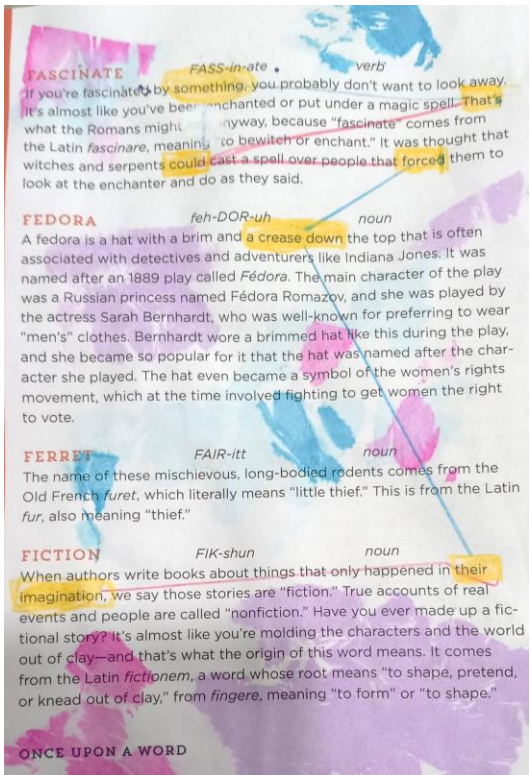 FASCINATE FASS-in-ate verb
If you're fascinated by something, you probably don't want to look away.
It's almost like you've been enchanted or put under a magic spell. That's
what the Romans might nyway, because "fascinate" comes from
the Latin fascinare, meaning "to bewitch or enchant." It was thought that
witches and serpents could cast a spell over people that forced them to
look at the enchanter and do as they said.
FEDORA feh-DOR-uh noun
A fedora is a hat with a brim and a crease down the top that is often
associated with detectives and adventurers like Indiana Jones. It was
named after an 1889 play called Fédora. The main character of the play
was a Russian princess named Fédora Romazov, and she was played by
the actress Sarah Bernhardt, who was well-known for preferring to wear
"men's" clothes. Bernhardt wore a brimmed hat like this during the play,
and she became so popular for it that the hat was named after the char-
acter she played. The hat even became a symbol of the women's rights
movement, which at the time involved fighting to get women the right
to vote.
FERRET FAIR-itt noun
The name of these mischievous, long-bodied rodents comes from the
Old French furet, which literally means "little thief." This is from the Latin
fur, also meaning "thief."
FICTION FIK-shun noun
When authors write books about things that only happened in their
imagination, we say those stories are "fiction." True accounts of real
events and people are called "nonfiction." Have you ever made up a fic-
tional story? It's almost like you're molding the characters and the world
out of clay—and that's what the origin of this word means. It comes
from the Latin fictionem, a word whose root means "to shape, pretend,
or knead out of clay," from fingere, meaning "to form" or "to shape."
ONCE UPON A WORD